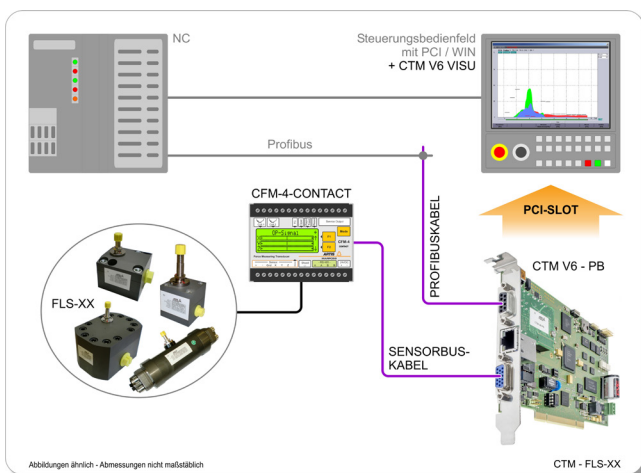 NC
Steuerungsbedienfeld
mit PCI / WIN
+ CTM V6 VISU
Profibus
CFM-4-CONTACT
PCI-SLOT
PROFIBUSKABEL
CTM V6 - PB
FLS-XX
SENSORBUS-
KABEL
Abbildungen ähnlich - Abmessungen nicht maßstäblich
CTM - FLS-XX